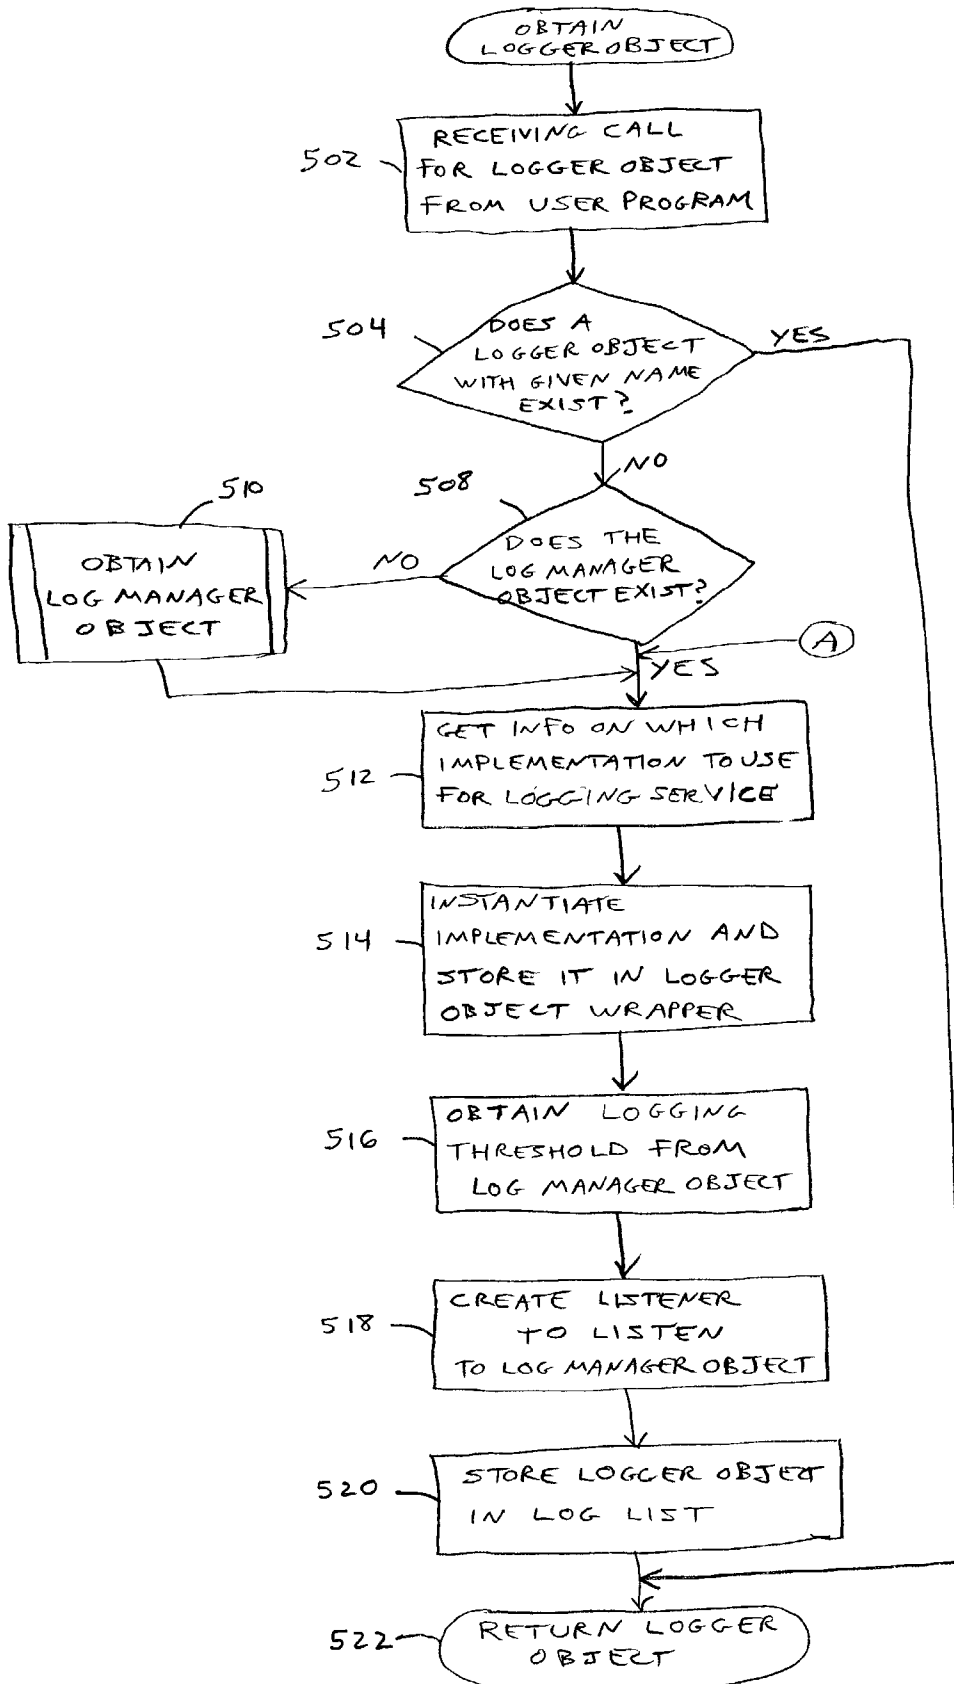 OBTAIN
LOGGER OBJECT
RECEIVING CALL
502
FOR LOGGER OBJECT
FROM USER PROGRAM
504
DOES A
LOGGER OBJECT
WITH GIVEN NAME
EXIST?
YES
NO
508
DOES THE
LOG MANAGER
OBJECT EXIST?
NO
510
OBTAIN
LOG MANAGER
OBJECT
A
YES
GET INFO ON WHICH
512
IMPLEMENTATION TO USE
FOR LOGGING SERVICE
INSTANTIATE
514
IMPLEMENTATION AND
STORE IT IN LOGGER
OBJECT WRAPPER
OBTAIN LOGGING
516
THRESHOLD FROM
LOG MANAGER OBJECT
CREATE LISTENER
518
TO LISTEN
TO LOG MANAGER OBJECT
STORE LOGGER OBJECT
520
IN LOG LIST
522
RETURN LOGGER
OBJECT